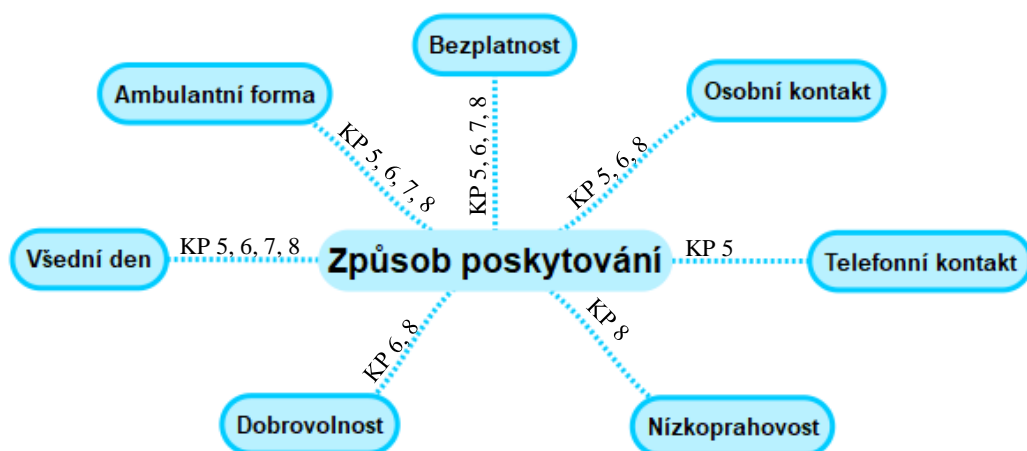 Bezplatnost
Ambulantní forma
Osobní kontakt
KP 5, 6, 7, 8
KP 5, 6, 7, 8
KP 5, 6, 8
Všední den
KP 5, 6, 7, 8
Způsob poskytování
KP 5
Telefonní kontakt
KP 6, 8
KP 8
Dobrovolnost
Nízkoprahovost